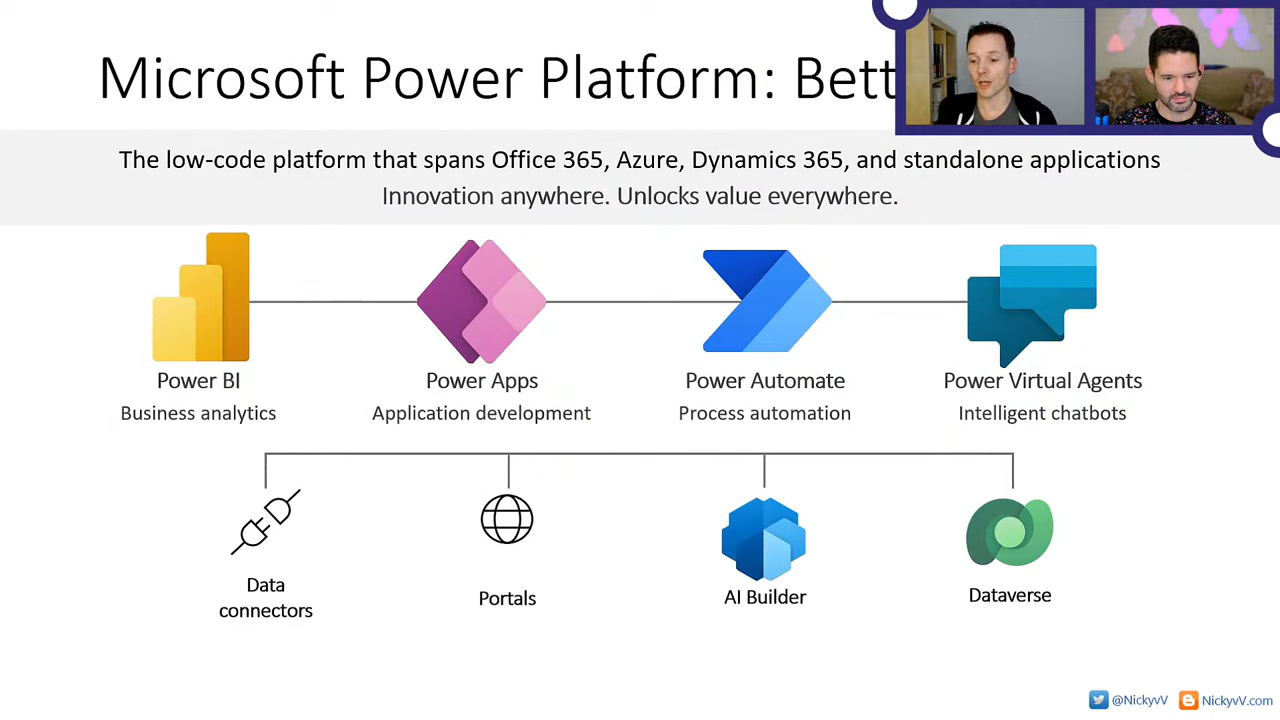 Microsoft Power Platform: Bett
The low-code platform that spans Office 365, Azure, Dynamics 365, and standalone applications
Innovation anywhere. Unlocks value everywhere.
Power BI
Business analytics
Power Apps
Application development
Power Automate
Process automation
Power Virtual Agents
Intelligent chatbots
Data
connectors
Portals
AI Builder
Dataverse
@NickyvV
NickyvV.com